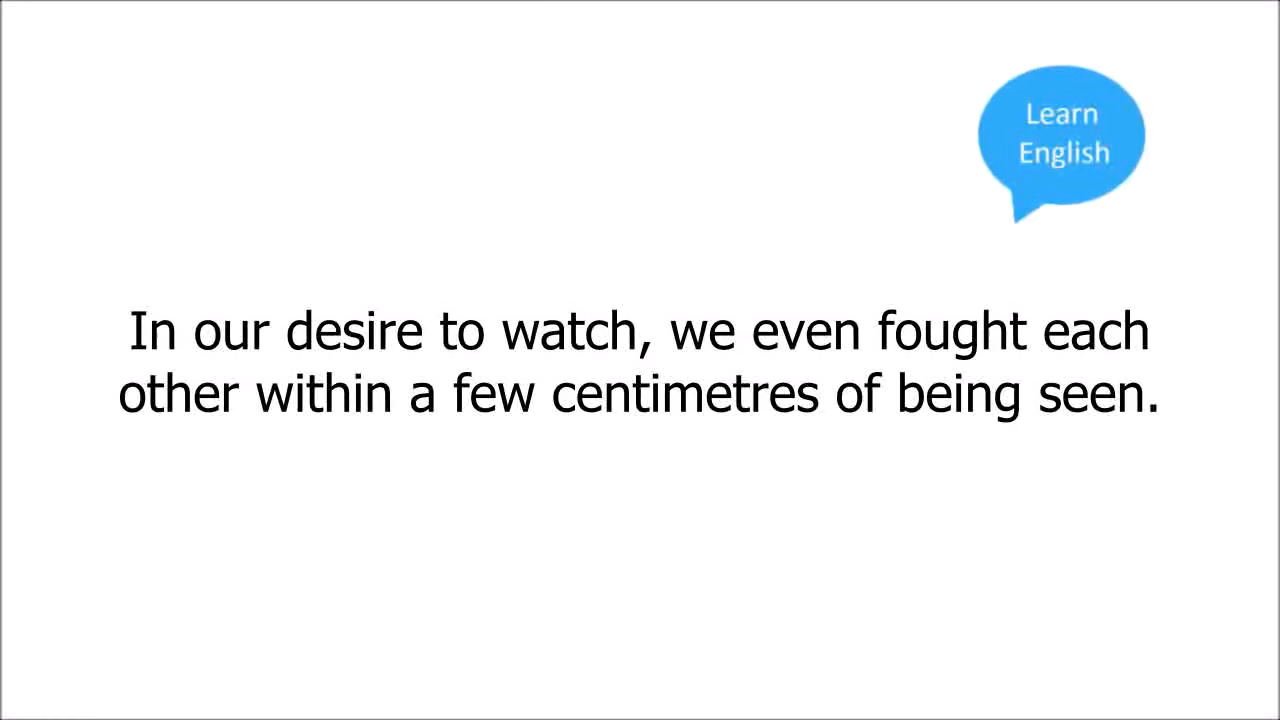 Learn
English
In our desire to watch, we even fought each
other within a few centimetres of being seen.